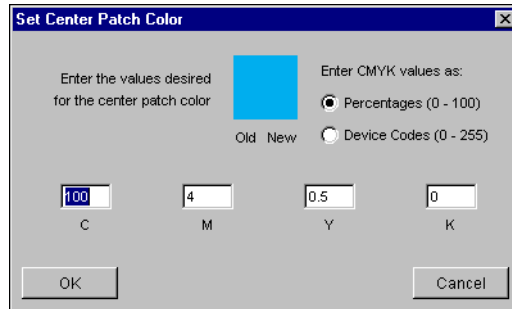 Set Center Patch Color
Enter the values desired
for the center patch color
Old New
Enter CMYK values as:
Percentages (0 - 100)
Device Codes (0 - 255)
100 4 0.5 0
C M Y K
OK Cancel